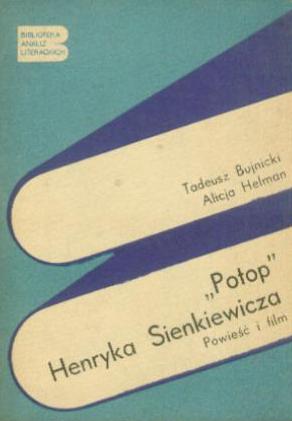 BIBLIOTEKA
ANALIZ
LITERACKICH
Tadeusz Bujnicki
Alicja Helman
„Potop"
Henryka Sienkiewicza
Powieść i film